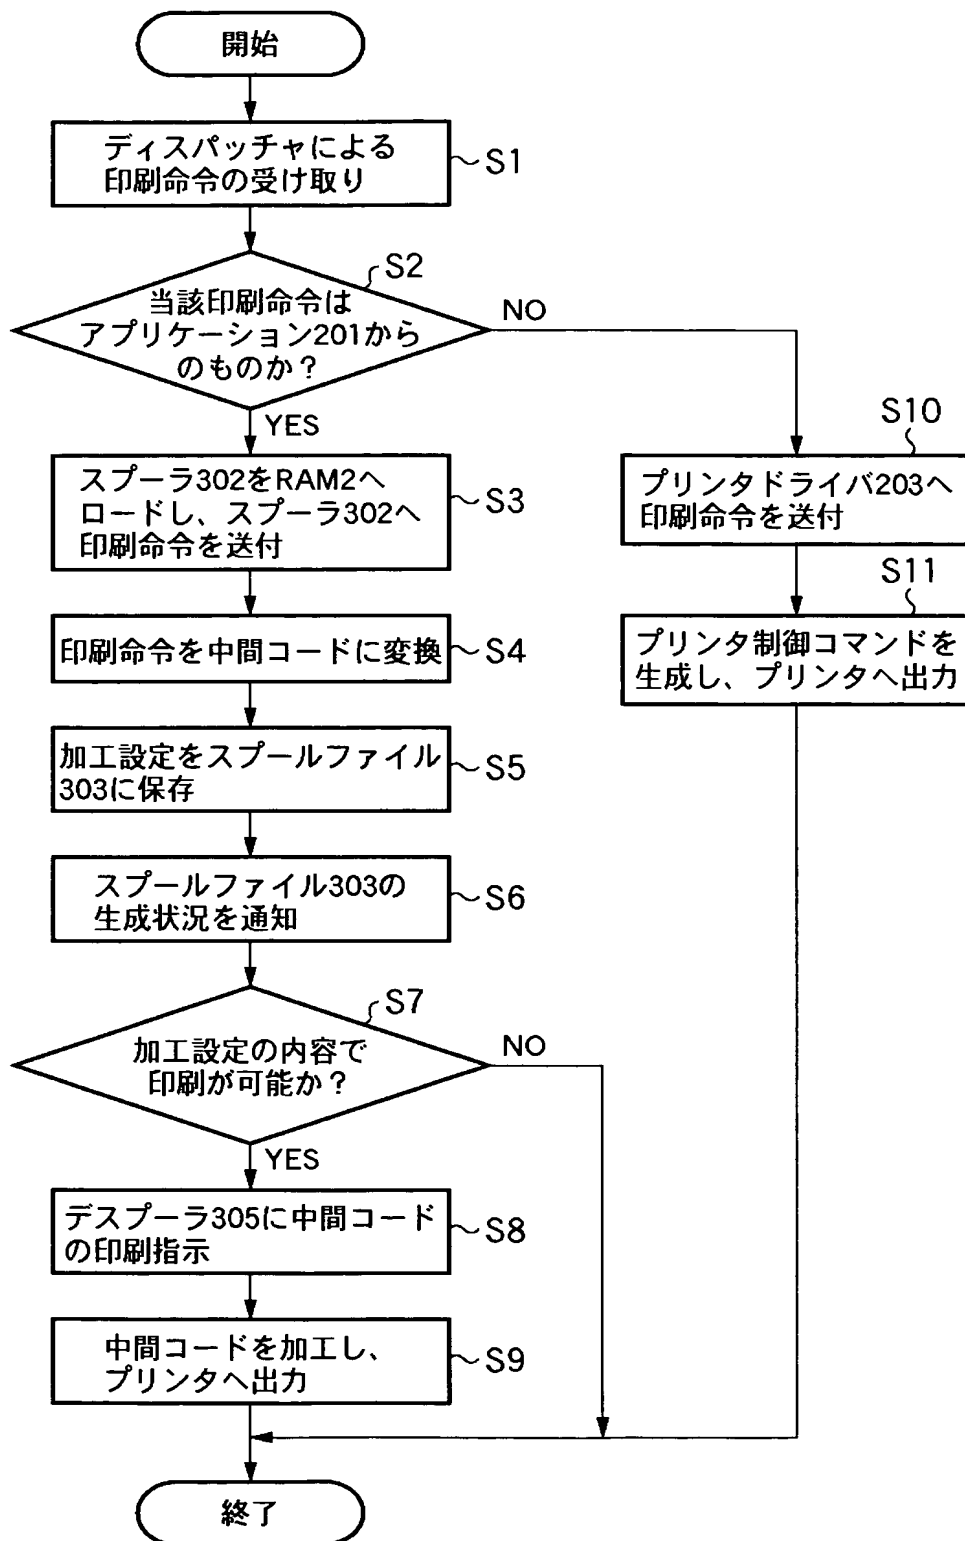 開始
ディスパッチャによる
印刷命令の受け取り
S1
S2
当該印刷命令は
アプリケーション201から
のものか？
NO
YES
スプーラ302をRAM2へ
ロードし、スプーラ302へ
印刷命令を送付
S3
S10
プリンタドライバ203へ
印刷命令を送付
S11
プリンタ制御コマンドを
生成し、プリンタへ出力
印刷命令を中間コードに変換
S4
加工設定をスプールファイル
303に保存
S5
スプールファイル303の
生成状況を通知
S6
S7
加工設定の内容で
印刷が可能か？
NO
YES
デスプーラ305に中間コード
の印刷指示
S8
中間コードを加工し、
プリンタへ出力
S9
終了